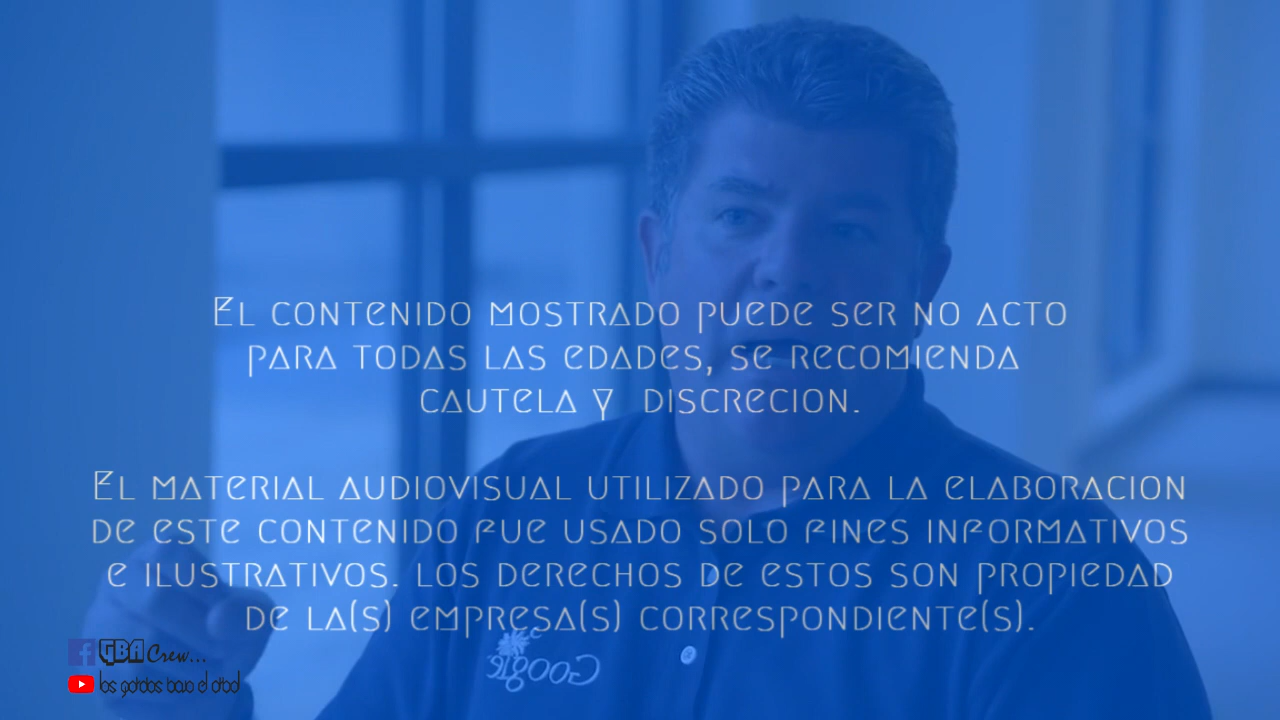 El contenido mostrado puede ser no acto
para todas las edades, se recomienda
cautela y discrecion.
El material audiovisual utilizado para la elaboracion
de este contenido fue usado solo fines informativos
e ilustrativos. los derechos de estos son propiedad
de la(s) empresa(s) correspondiente(s).
Google
f GBA Crew...
los gordos bajo el arbol